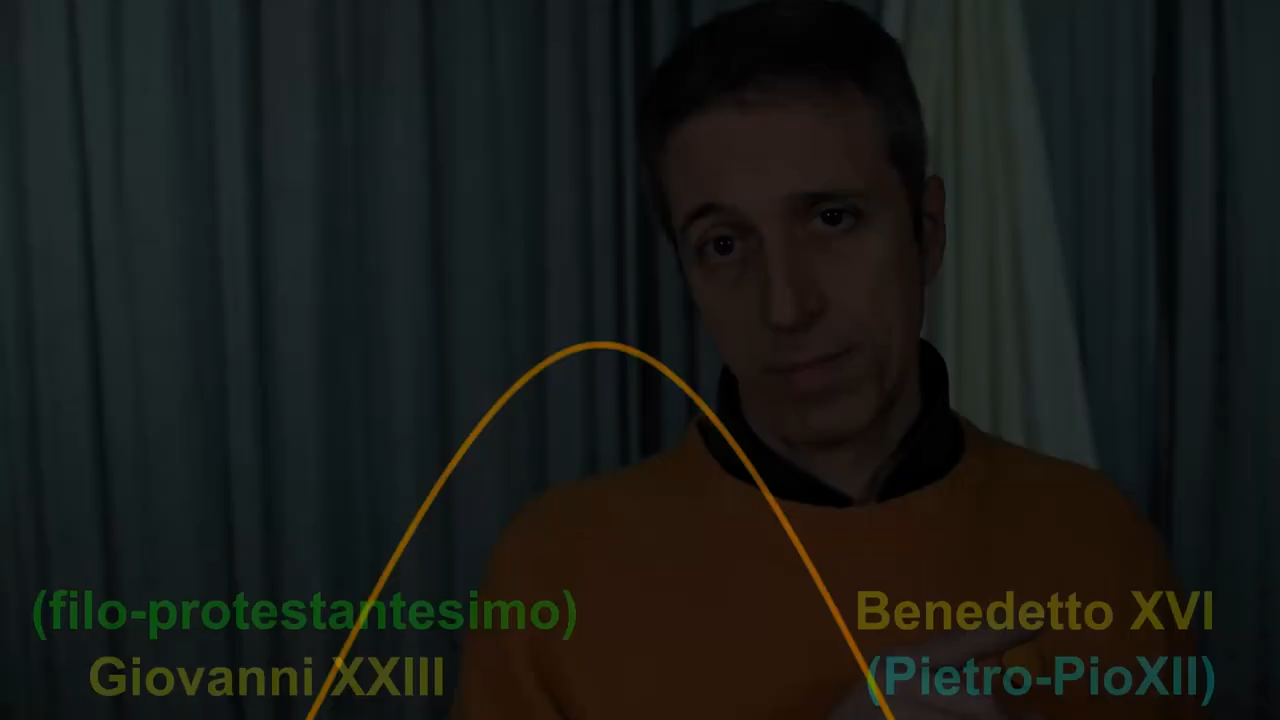 (filo-protestantesimo)
Giovanni XXIII
Benedetto XVI
(Pietro-PioXII)